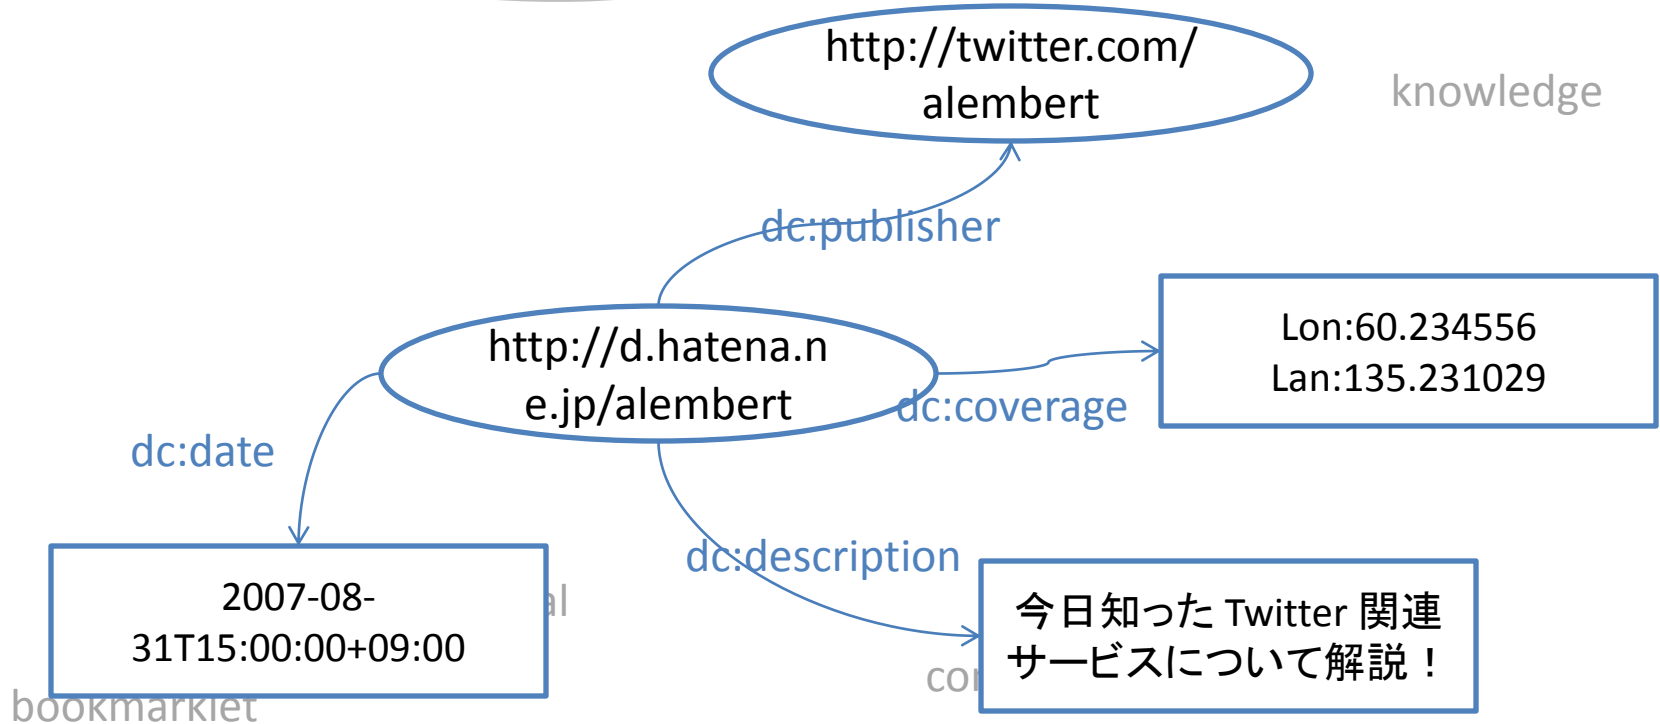 http://twitter.com/
alembert
knowledge
dc:publisher
Lon:60.234556
Lan:135.231029
http://d.hatena.n
e.jp/alembert
dc:coverage
dc:date
dc:description
2007-08-
31T15:00:00+09:00
今日知った Twitter 関連
サービスについて解説！
bookmarklet